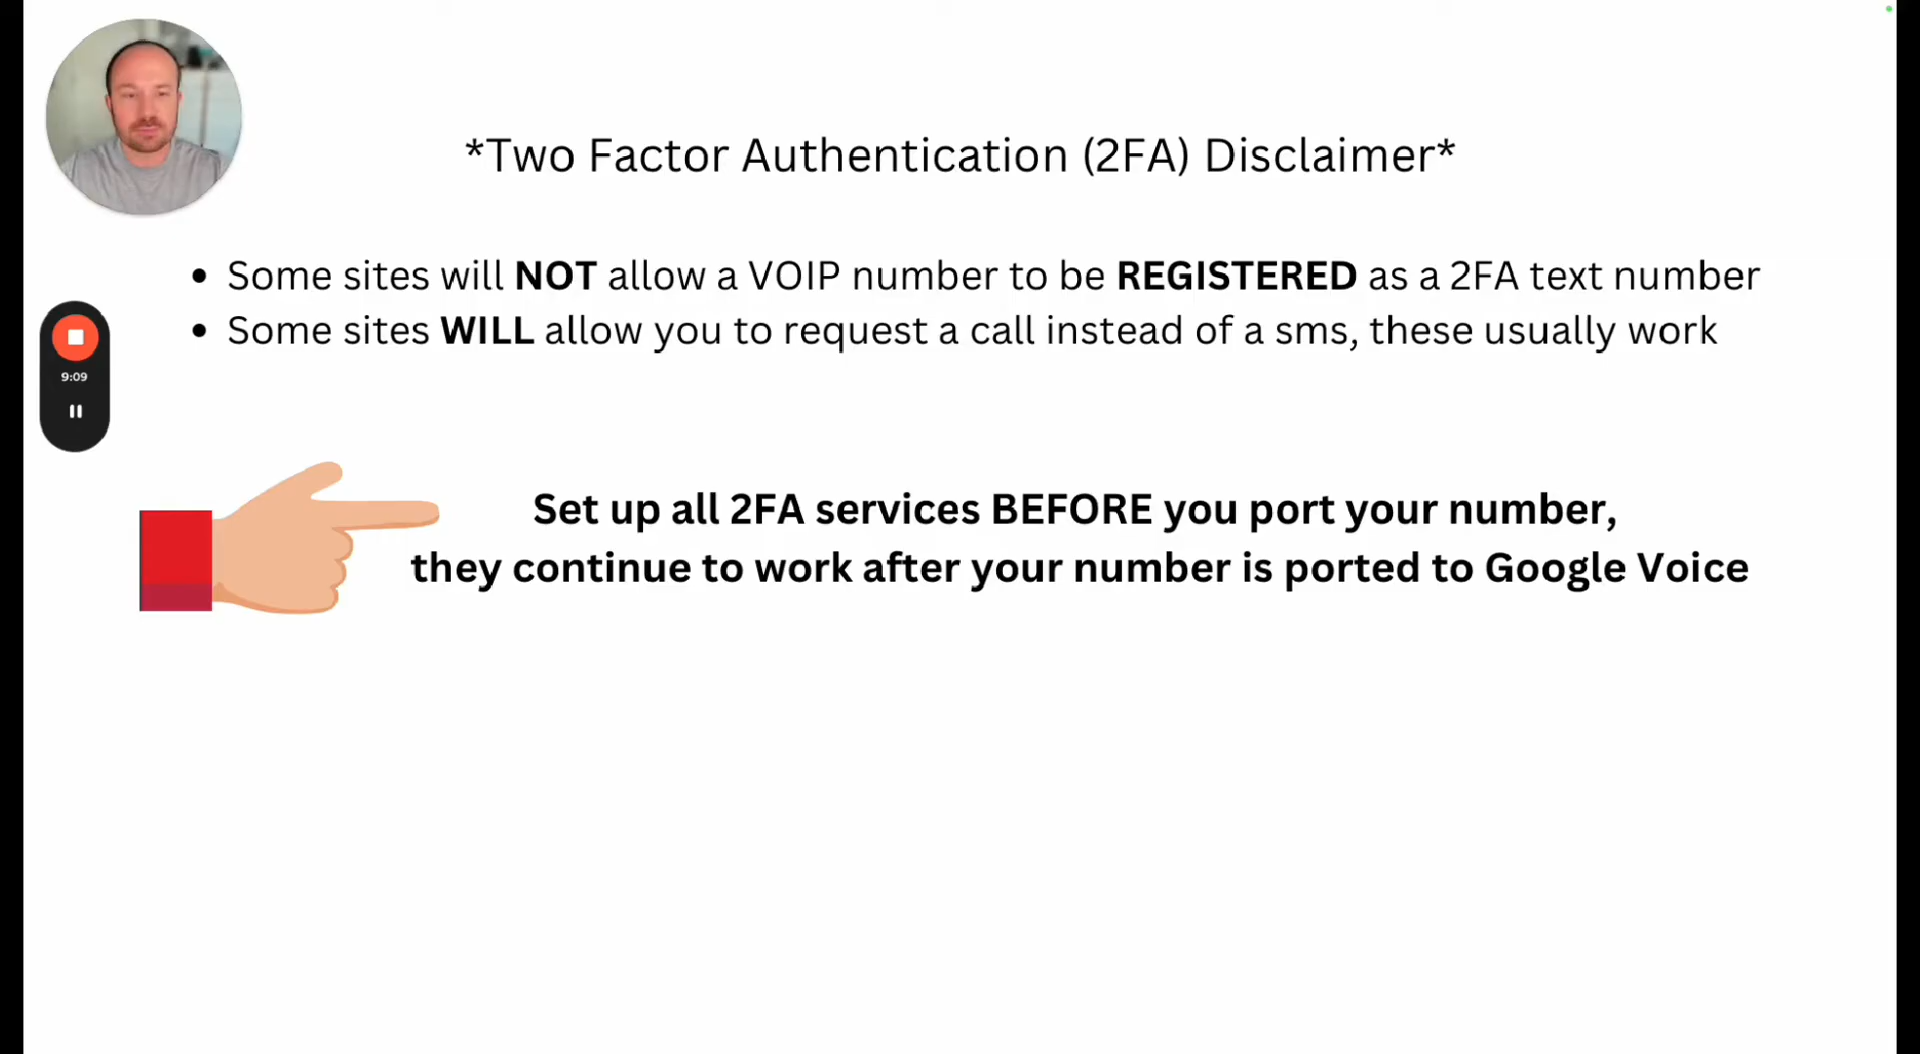 *Two Factor Authentication (2FA) Disclaimer*
• Some sites will NOT allow a VOIP number to be REGISTERED as a 2FA text number
• Some sites WILL allow you to request a call instead of a sms, these usually work
9:09
Set up all 2FA services BEFORE you port your number,
they continue to work after your number is ported to Google Voice